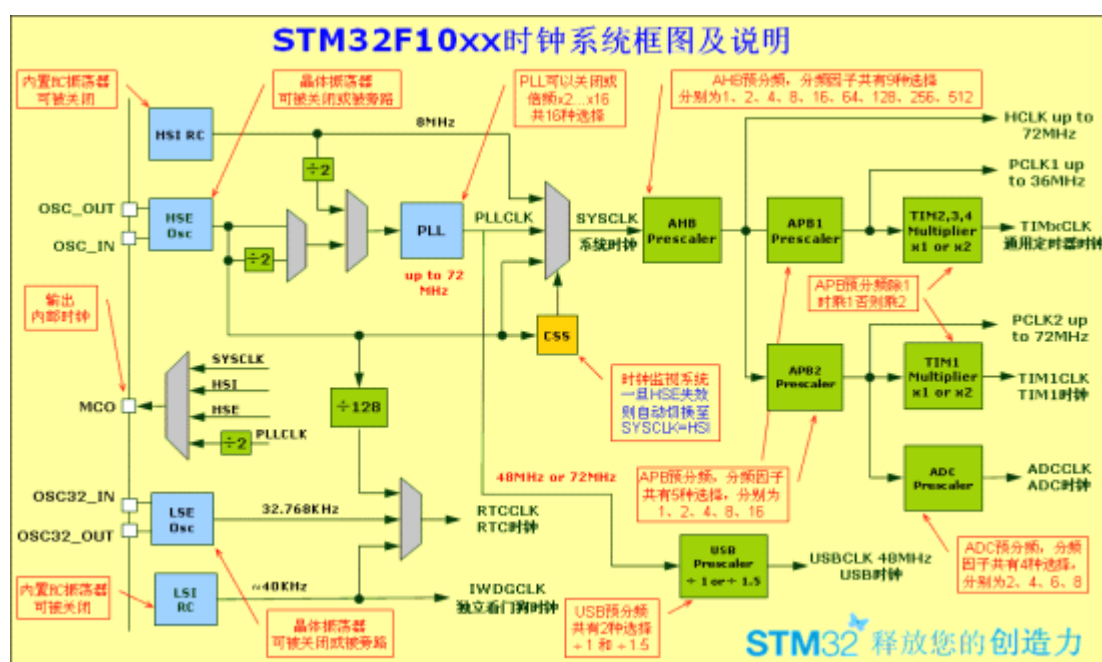 STM32F10xx时钟系统框图及说明
内置RC振荡器
可被关闭
晶体振荡器
可被关闭或被旁路
PLL可以关闭或
倍频x2...x16
共16种选择
AHB预分频，分频因子共有9种选择
分别为1、2、4、8、16、64、128、256、512
HSI RC
8MHz
÷2
HCLK up to
72MHz
PCLK1 up
to 36MHz
OSC_OUT
OSC_IN
HSE
Osc
÷2
PLL
PLLCLK
up to 72
MHz
SYSCLK
系统时钟
AHB
Prescaler
APB1
Prescaler
TIM2,3,4
Multiplier
x1 or x2
TIMxCLK
通用定时器时钟
APB预分频除1
时乘1否则乘2
输出
内部时钟
CSS
PCLK2 up
to 72MHz
SYSCLK
HSI
MCO
HSE
÷2
PLLCLK
÷128
时钟监视系统
一旦HSE失效
则自动切换至
SYSCLK=HSI
APB2
Prescaler
TIM1
Multiplier
x1 or x2
TIM1CLK
TIM1时钟
48MHz or 72MHz
APB预分频，分频因子
共有5种选择，分别为
1、2、4、8、16
ADC
Prescaler
ADCCLK
ADC时钟
OSC32_IN
OSC32_OUT
LSE
Osc
32.768KHz
RTCCLK
RTC时钟
USB
Prescaler
÷ 1 or ÷ 1.5
USBCLK 48MHz
USB时钟
ADC预分频，分频
因子共有4种选择，
分别为2、4、6、8
内置RC振荡器
可被关闭
LSI
RC
~40KHz
IWDGCLK
独立看门狗时钟
晶体振荡器
可被关闭或被旁路
USB预分频
共有2种选择
÷1 和 ÷1.5
STM32 释放您的创造力